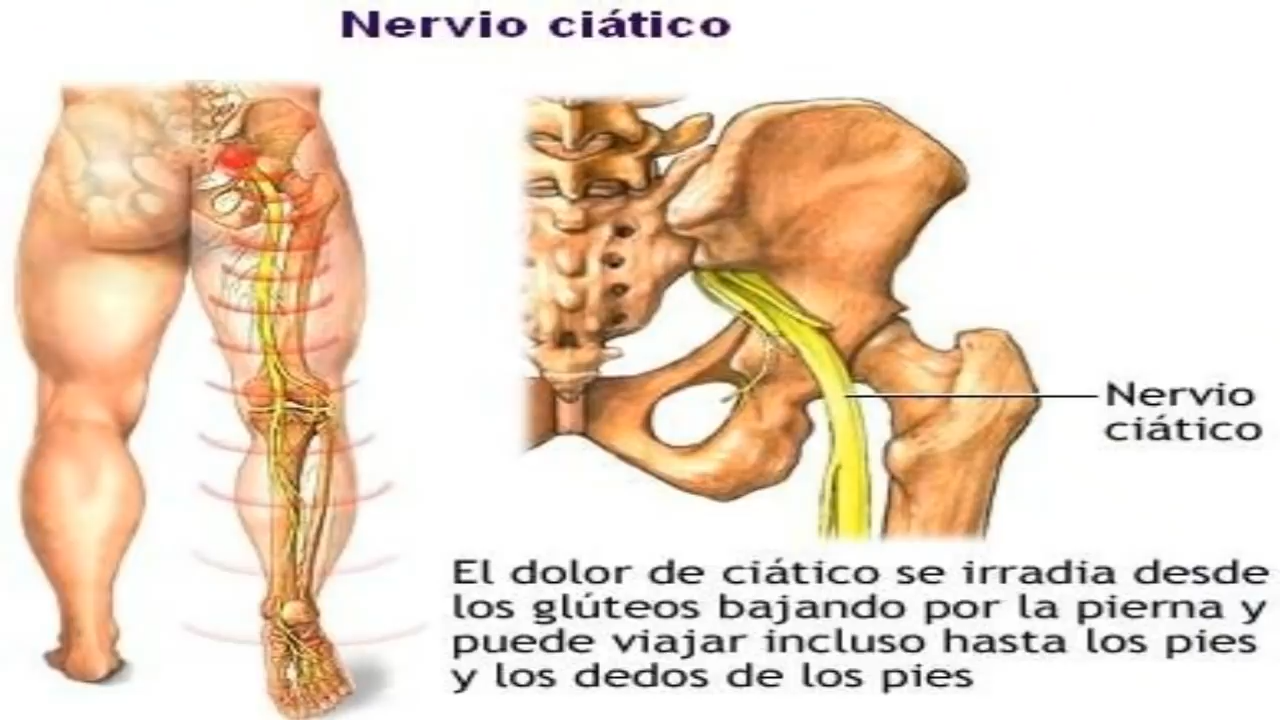 Nervio ciático
Nervio
ciático
El dolor de ciático se irradia desde
los glúteos bajando por la pierna y
puede viajar incluso hasta los pies
y los dedos de los pies